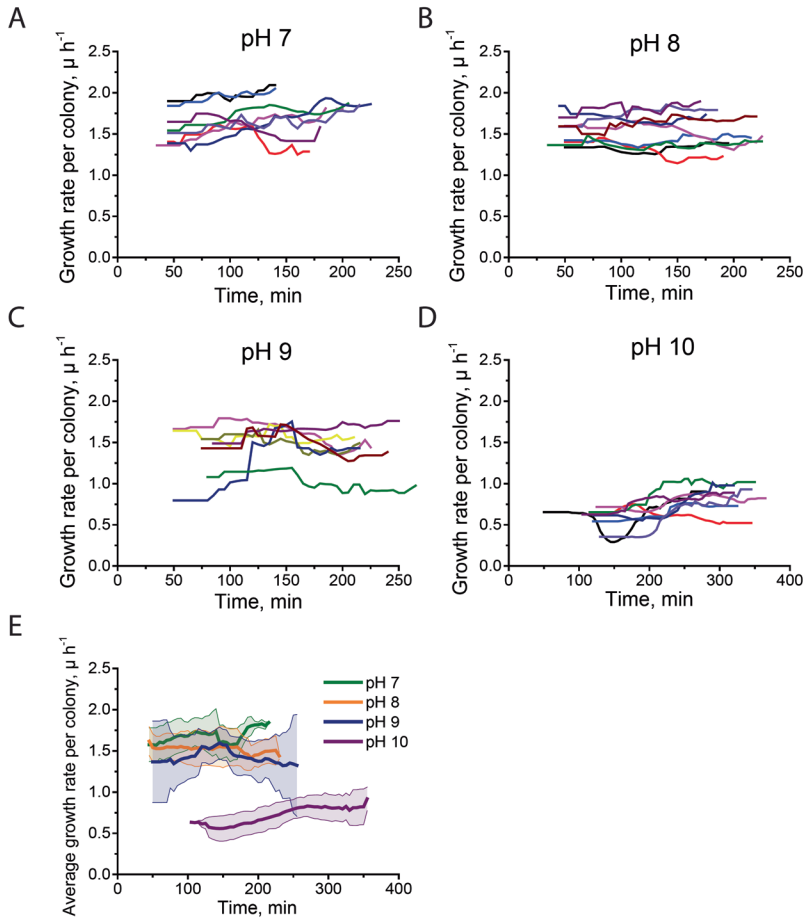 A
pH 7
Growth rate per colony, µ h⁻¹
2.5
2.0
1.5
1.0
0.5
0.0
0 50 100 150 200 250
Time, min
B
pH 8
Growth rate per colony, µ h⁻¹
2.5
2.0
1.5
1.0
0.5
0.0
0 50 100 150 200 250
Time, min
C
pH 9
Growth rate per colony, µ h⁻¹
2.5
2.0
1.5
1.0
0.5
0.0
0 50 100 150 200 250
Time, min
D
pH 10
Growth rate per colony, µ h⁻¹
2.5
2.0
1.5
1.0
0.5
0.0
0 100 200 300 400
Time, min
E
Average growth rate per colony, µ h⁻¹
2.5
2.0
1.5
1.0
0.5
0.0
0 100 200 300 400
Time, min
pH 7
pH 8
pH 9
pH 10